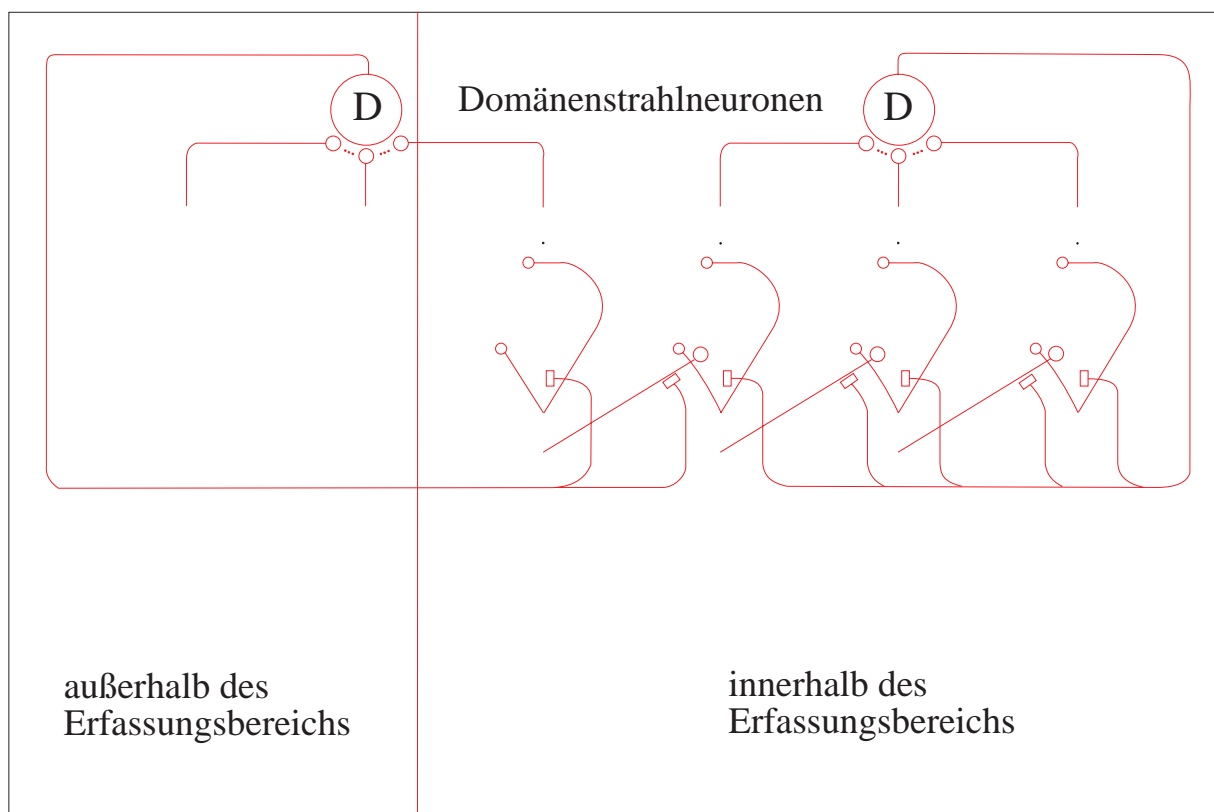 D
Domänenstrahlneuronen
D
außerhalb des
Erfassungsbereichs
innerhalb des
Erfassungsbereichs